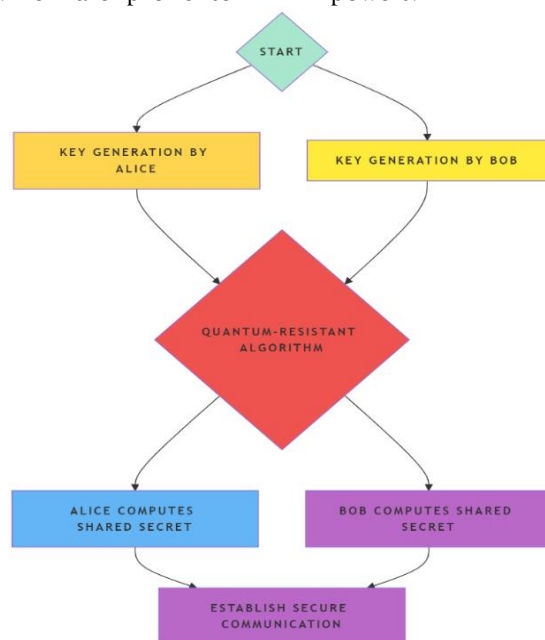 START
KEY GENERATION BY
ALICE
KEY GENERATION BY BOB
QUANTUM-RESISTANT
ALGORITHM
ALICE COMPUTES
SHARED SECRET
BOB COMPUTES SHARED
SECRET
ESTABLISH SECURE
COMMUNICATION